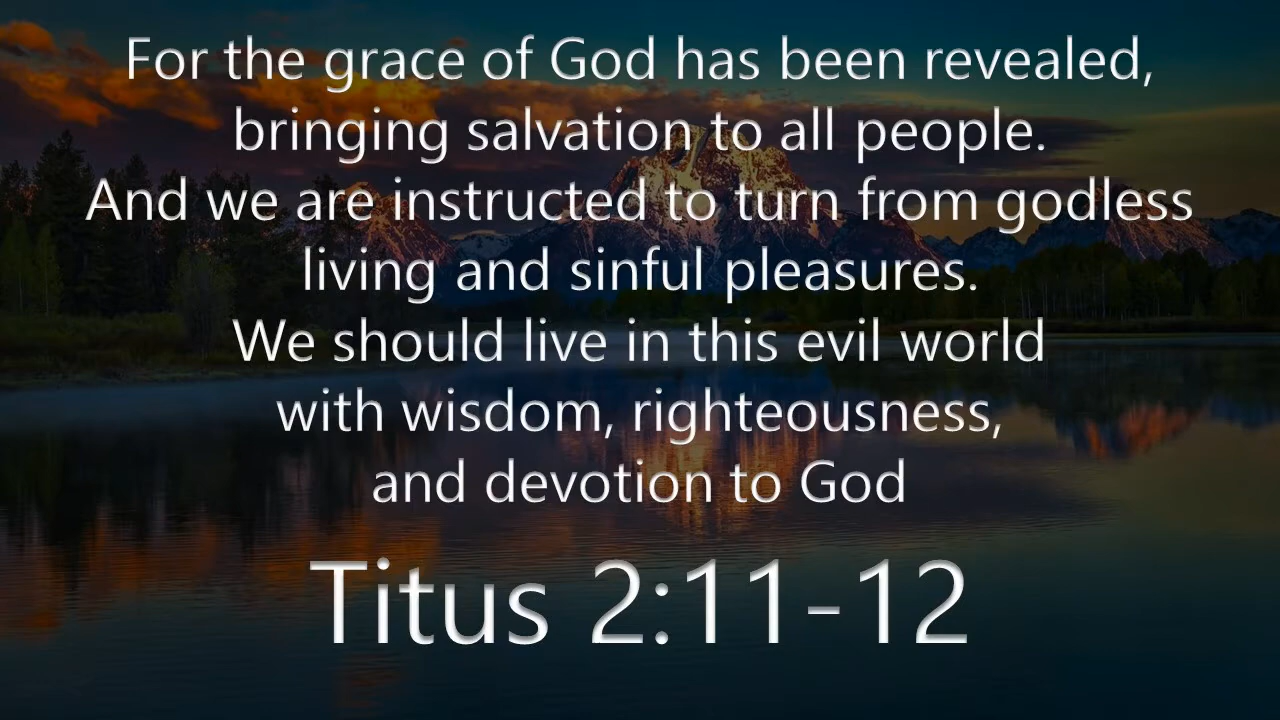 For the grace of God has been revealed,
bringing salvation to all people.
And we are instructed to turn from godless
living and sinful pleasures.
We should live in this evil world
with wisdom, righteousness,
and devotion to God
Titus 2:11-12